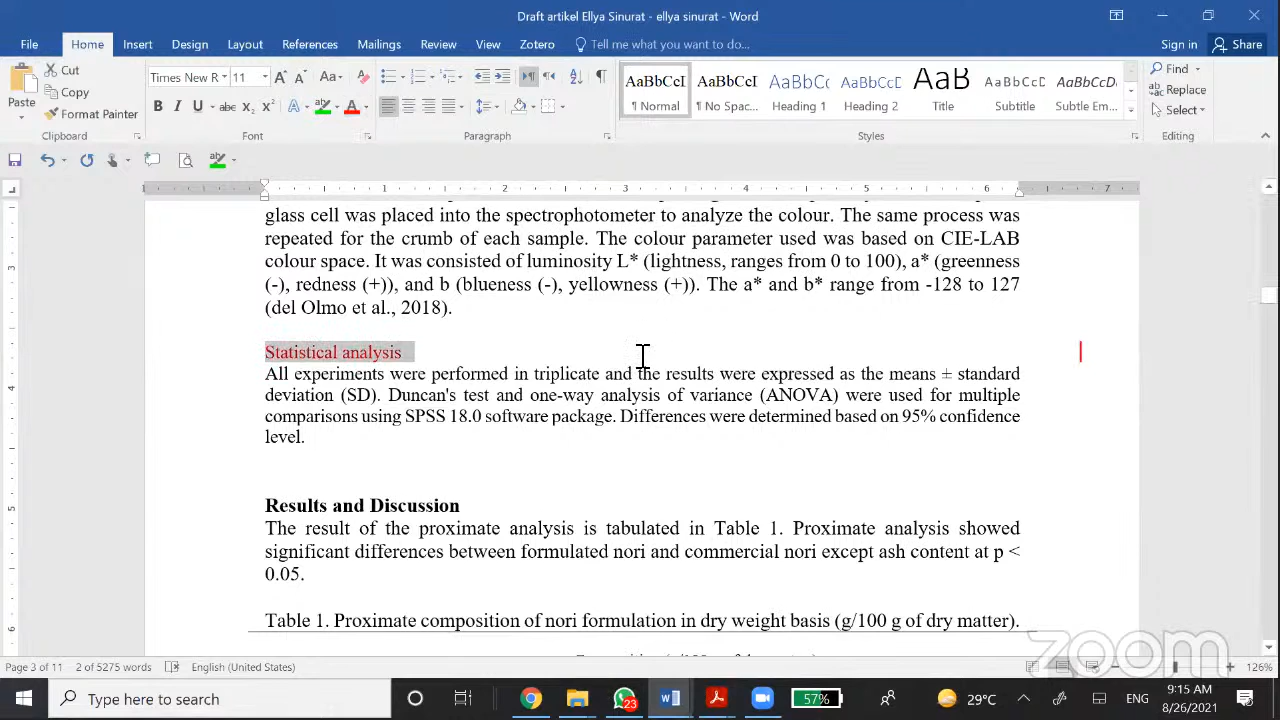 Draft artikel Ellya Sinurat - ellya sinurat - Word
File Home Insert Design Layout References Mailings Review View Zotero Tell me what you want to do... Sign in Share
Cut
Copy
Paste
Format Painter
Clipboard
Times New R 11
Font
Paragraph
AaBbCcI AaBbCcI AaBbCc AaBbCcI AaB AaBbCcD AaBbCcD.
¶ Normal ¶ No Spac... Heading 1 Heading 2 Title Subtitle Subtle Em...
Styles
Find
Replace
Select
Editing
1 1 2 3 4 5 6 7
glass cell was placed into the spectrophotometer to analyze the colour. The same process was
repeated for the crumb of each sample. The colour parameter used was based on CIE-LAB
colour space. It was consisted of luminosity L* (lightness, ranges from 0 to 100), a* (greenness
(-), redness (+)), and b (blueness (-), yellowness (+)). The a* and b* range from -128 to 127
(del Olmo et al., 2018).
Statistical analysis
All experiments were performed in triplicate and the results were expressed as the means ± standard
deviation (SD). Duncan's test and one-way analysis of variance (ANOVA) were used for multiple
comparisons using SPSS 18.0 software package. Differences were determined based on 95% confidence
level.
Results and Discussion
The result of the proximate analysis is tabulated in Table 1. Proximate analysis showed
significant differences between formulated nori and commercial nori except ash content at p <
0.05.
Table 1. Proximate composition of nori formulation in dry weight basis (g/100 g of dry matter).
zoom
Page 3 of 11 2 of 5275 words English (United States) 126%
Type here to search 23 57% 29°C ENG 9:15 AM
8/26/2021